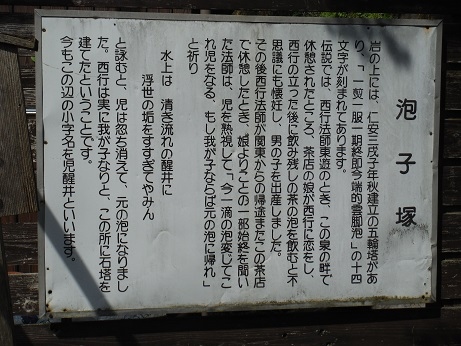 泡子塚
岩の上には、仁安三戊子年秋建立の五輪塔があ
り、「一煎一服一期終即今端的雲脚泡」の十四
文字が刻まれてあります。
伝説では、西行法師東遊のとき、この泉の畔で
休憩されたところ、茶店の娘が西行に恋をし、
西行の立った後に飲み残しの茶の泡を飲むと不
思議にも懐妊し、男の子を出産しました。
その後西行法師が関東からの帰途またこの茶店
で休憩したとき、娘よりことの一部始終を聞い
た法師は、児を熟視して「今一滴の泡変じてこ
れ児をなる、もし我が子ならば元の泡に帰れ」
と祈り
水上は 清き流れの醒井に
浮世の垢をすすぎてやみん
と詠むと、児は忽ち消えて、元の泡になりまし
た。西行は実に我が子なりと、この所に石塔を
建てたということです。
今もこの辺の小字名を児醒井といいます。